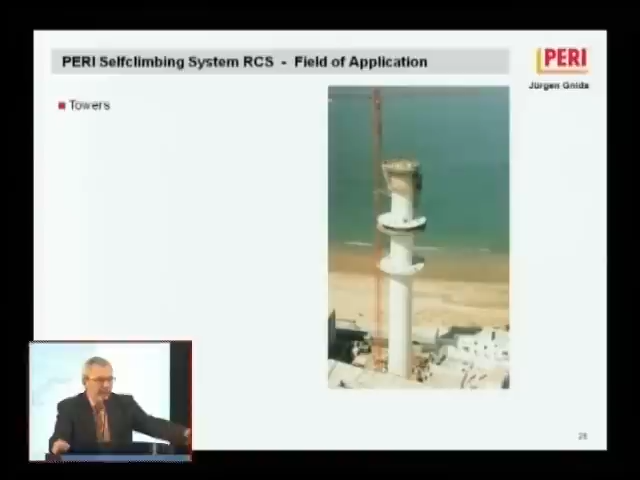 PERI Selfclimbing System RCS - Field of Application
PERI
Jürgen Gnida
Towers
28